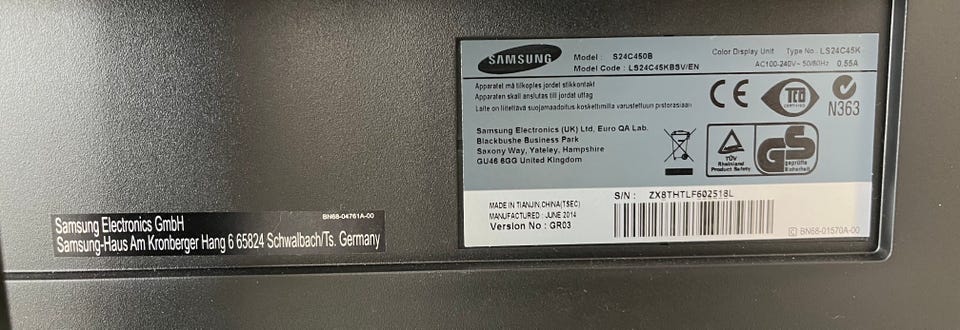 SAMSUNG
Model : S24C450B
Model Code : LS24C45KBSV/EN
Color Display Unit Type No : LS24C45K
AC100-240V~ 50/60Hz 0.55A
Apparatet må tilkoples jordet stikkontakt
Apparaten skall anslutas till jordat uttag
Laite on liitettävä suojamaadoitus koskettimilla varustettuun pistorasiaan
CE
TCO
CERTIFIED
N363
Samsung Electronics (UK) Ltd, Euro QA Lab.
Blackbushe Business Park
Saxony Way, Yateley, Hampshire
GU46 6GG United Kingdom
TÜV
Rheinland
Product Safety
GS
geprüfte
Sicherheit
S/N : ZX8THTLF602518L
MADE IN TIANJIN,CHINA(TSEC)
MANUFACTURED : JUNE 2014
Version No : GR03
C BN68-01570A-00
BN68-04761A-00
Samsung Electronics GmbH
Samsung-Haus Am Kronberger Hang 6 65824 Schwalbach/Ts. Germany